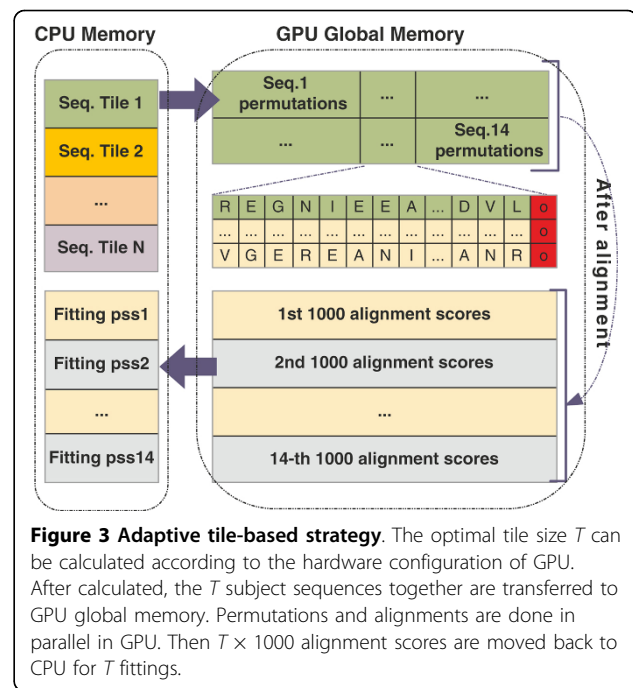 CPU Memory
GPU Global Memory
Seq. Tile 1
Seq. Tile 2
...
Seq. Tile N
Seq.1 permutations
...
...
...
...
Seq.14 permutations
R E G N I E E A ... D V L o
... ... ... ... ... ... ... ... ... ... ... ... o
V G E R E A N I ... A N R o
After alignment
Fitting pss1
Fitting pss2
...
Fitting pss14
1st 1000 alignment scores
2nd 1000 alignment scores
...
14-th 1000 alignment scores
Figure 3 Adaptive tile-based strategy. The optimal tile size T can
be calculated according to the hardware configuration of GPU.
After calculated, the T subject sequences together are transferred to
GPU global memory. Permutations and alignments are done in
parallel in GPU. Then T × 1000 alignment scores are moved back to
CPU for T fittings.